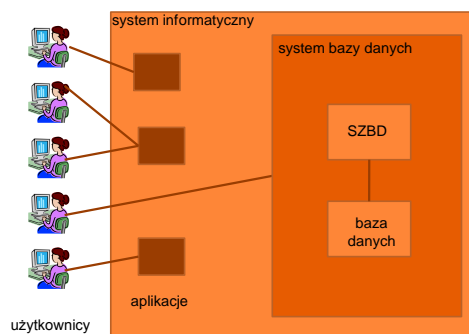 system informatyczny
system bazy danych
SZBD
baza
danych
aplikacje
użytkownicy